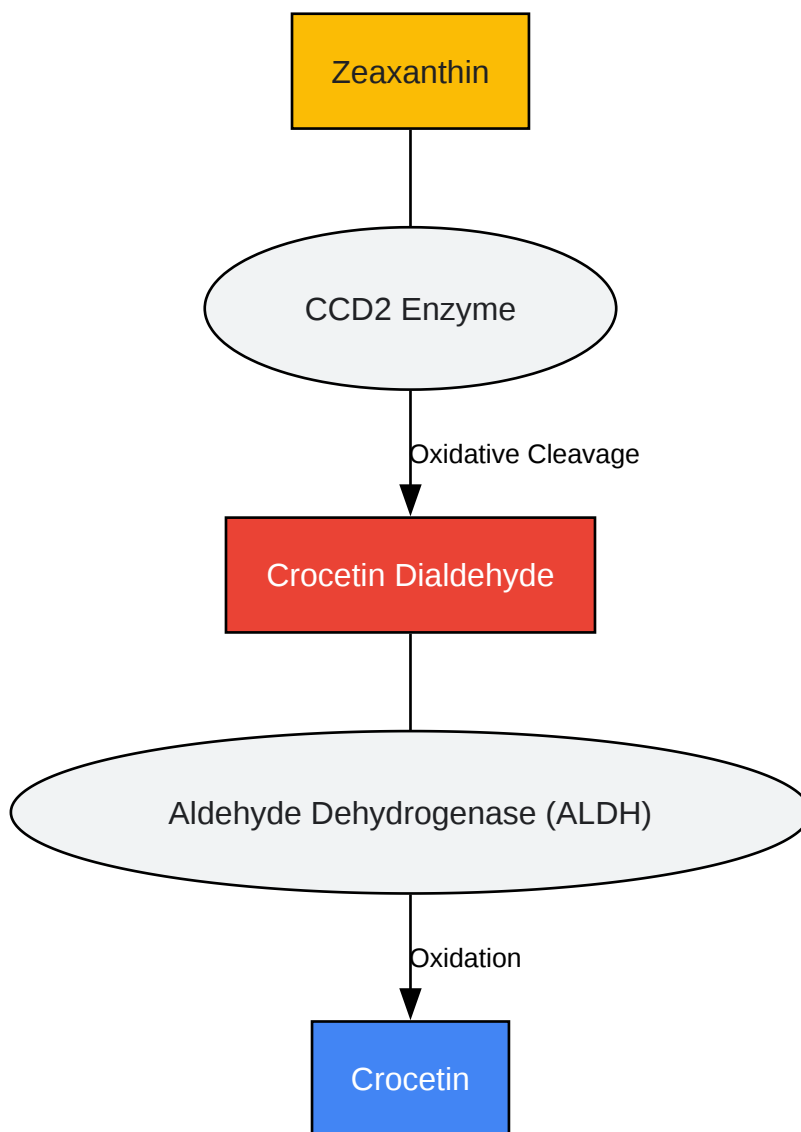 Zeaxanthin
CCD2 Enzyme
Oxidative Cleavage
Crocetin Dialdehyde
Aldehyde Dehydrogenase (ALDH)
Oxidation
Crocetin